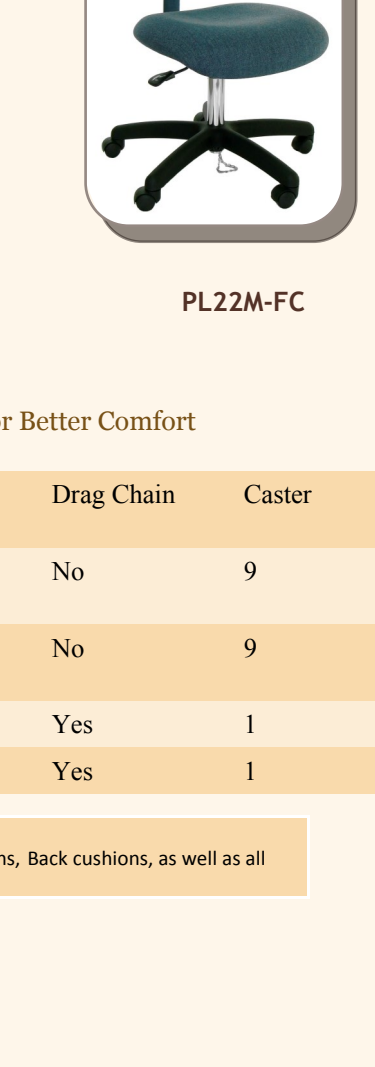 PL22M-FC
or Better Comfort
Drag Chain Caster
No 9
No 9
Yes 1
Yes 1
Back cushions, as well as all